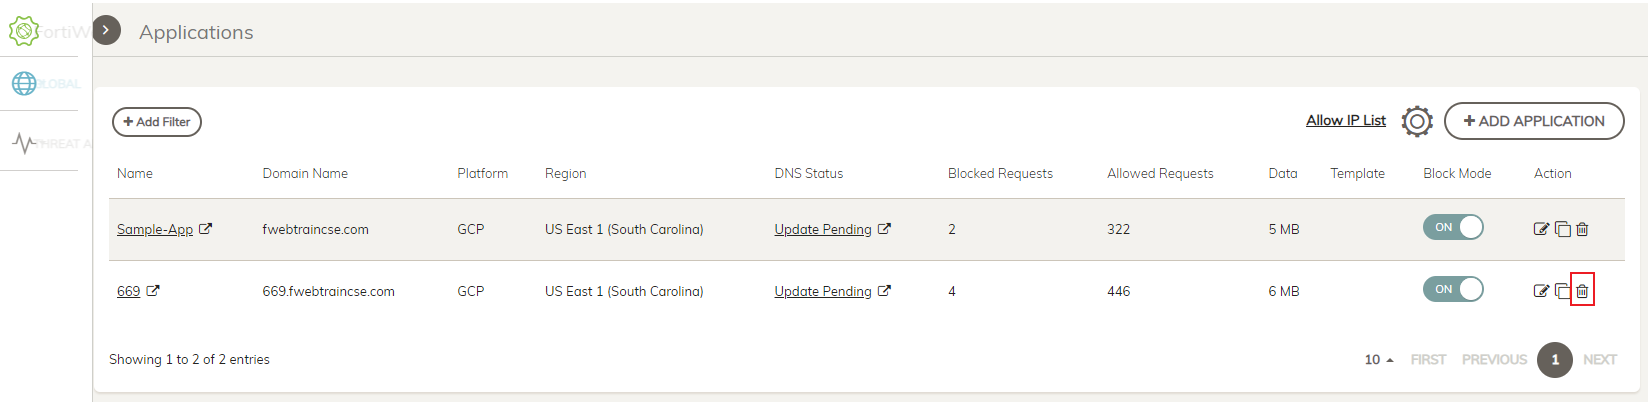 FortiW
Applications
GLOBAL
THREAT A
+ Add Filter
Allow IP List
+ ADD APPLICATION
Name Domain Name Platform Region DNS Status Blocked Requests Allowed Requests Data Template Block Mode Action
Sample-App fwebtraincse.com GCP US East 1 (South Carolina) Update Pending 2 322 5 MB ON
669 669.fwebtraincse.com GCP US East 1 (South Carolina) Update Pending 4 446 6 MB ON
Showing 1 to 2 of 2 entries 10 FIRST PREVIOUS 1 NEXT